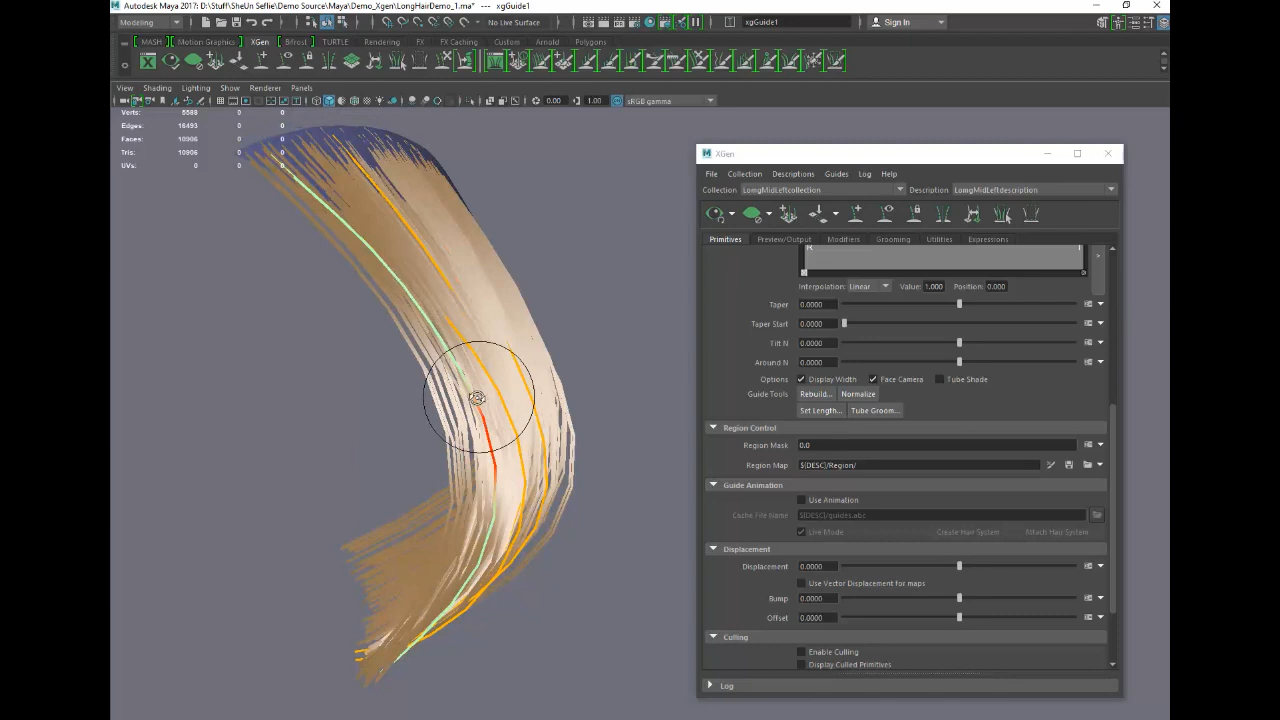 Autodesk Maya 2017: D:\Stuff\SheUn Selfie\Demo Source\Maya\Demo_Xgen\LongHairDemo_1.ma* --- xgGuide1
Modeling No Live Surface xgGuide1 Sign In
MASH Motion Graphics XGen Bifrost TURTLE Rendering FX FX Caching Custom Arnold Polygons
View Shading Lighting Show Renderer Panels
0.00 1.00 sRGB gamma
Verts: 5588 0 0
Edges: 16493 0 0
Faces: 10906 0 0
Tris: 10906 0 0
UVs: 0 0 0
XGen
File Collection Descriptions Guides Log Help
Collection LomgMidLeftcollection Description LomgMidLeftdescription
Primitives Preview/Output Modifiers Grooming Utilities Expressions
R T
>
Interpolation: Linear Value: 1.000 Position: 0.000
Taper 0.0000
Taper Start 0.0000
Tilt N 0.0000
Around N 0.0000
Options Display Width Face Camera Tube Shade
Guide Tools Rebuild... Normalize
Set Length... Tube Groom...
Region Control
Region Mask 0.0
Region Map ${DESC}/Region/
Guide Animation
Use Animation
Cache File Name ${DESC}/guides.abc
Live Mode Create Hair System Attach Hair System
Displacement
Displacement 0.0000
Use Vector Displacement for maps
Bump 0.0000
Offset 0.0000
Culling
Enable Culling
Display Culled Primitives
Log